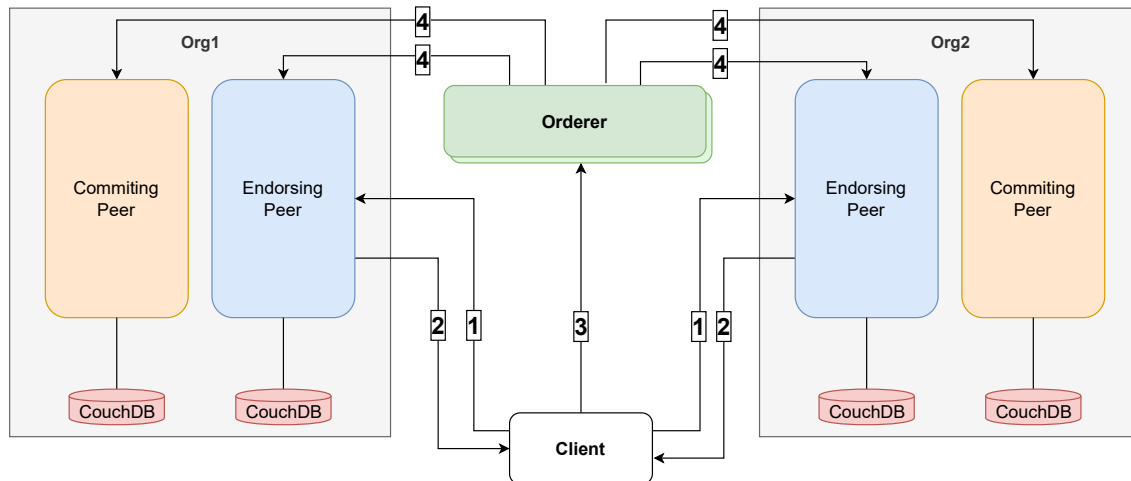 4
4
Org1
4
4
Org2
Orderer
Commiting
Peer
Endorsing
Peer
Endorsing
Peer
Commiting
Peer
2
1
3
1
2
CouchDB
CouchDB
CouchDB
CouchDB
Client